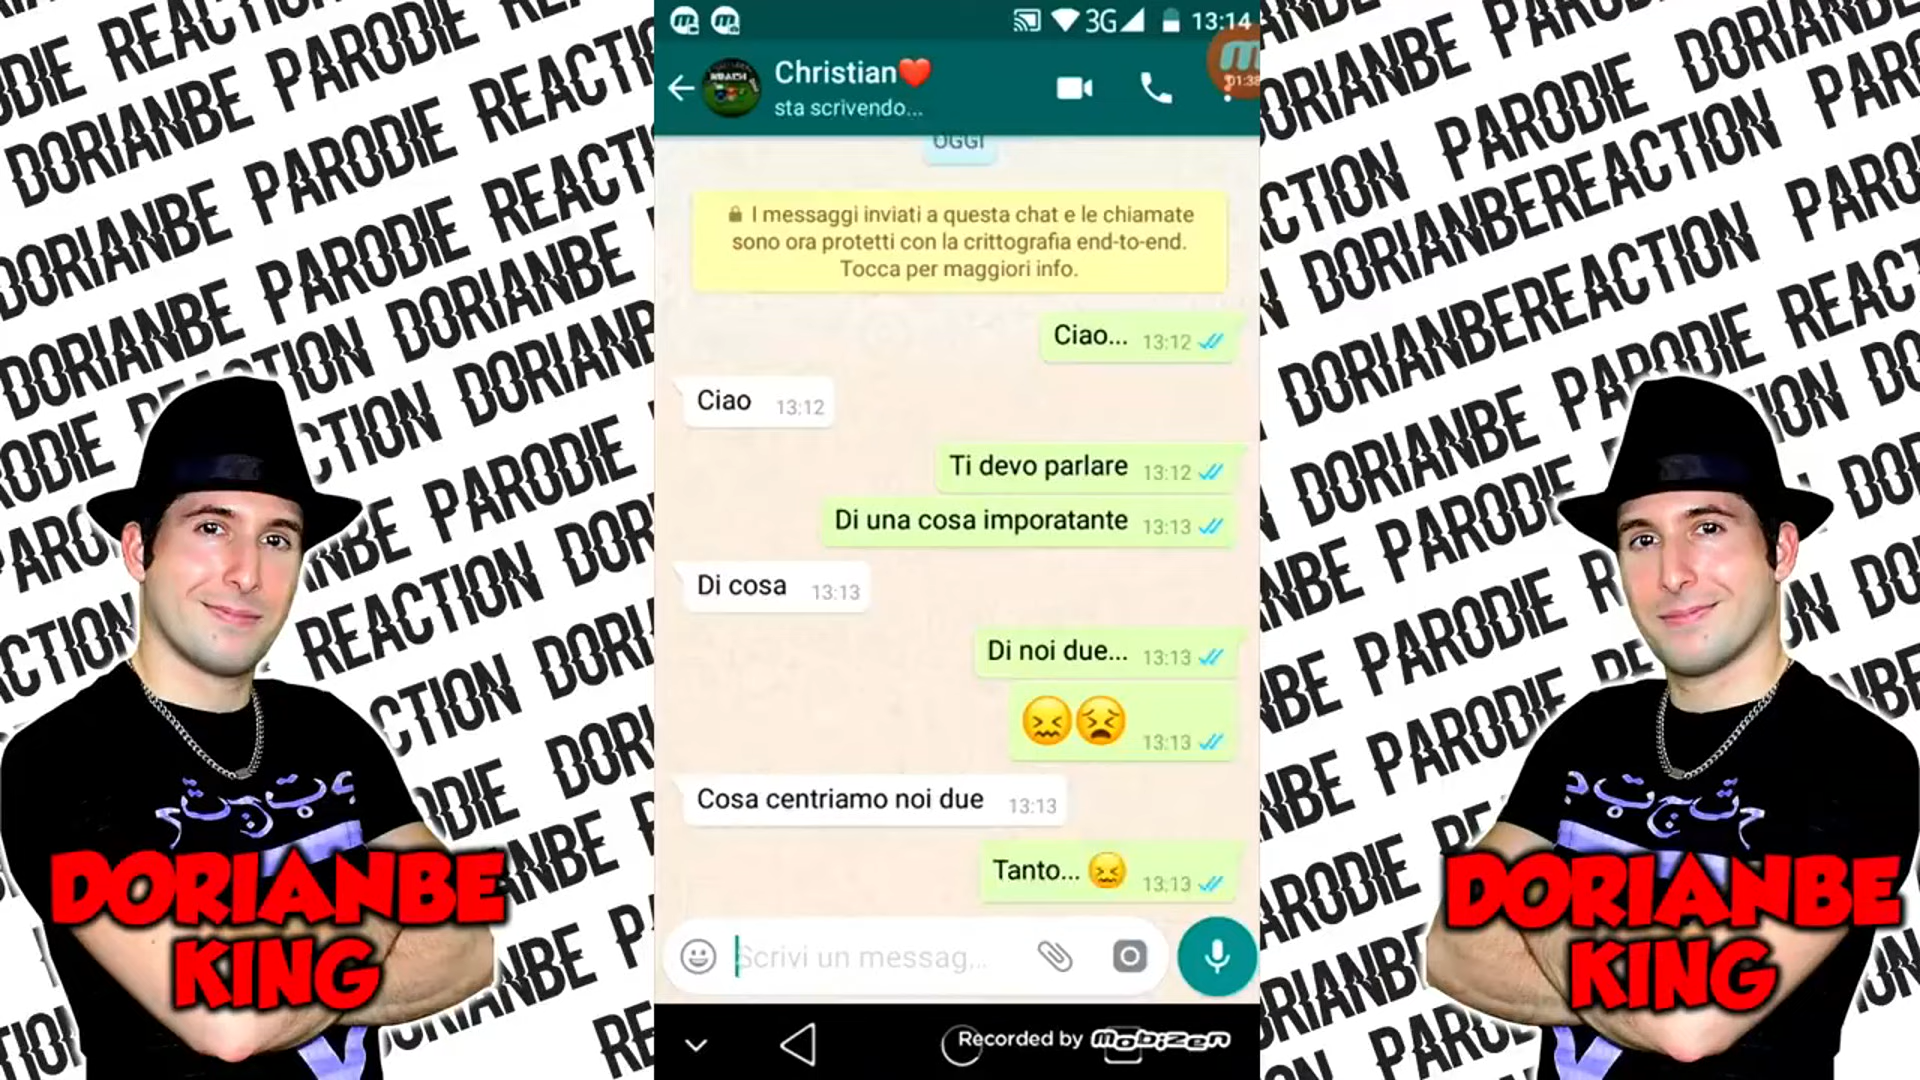 3G 13:14
Christian❤️
01:38
sta scrivendo...
OGGI
I messaggi inviati a questa chat e le chiamate
sono ora protetti con la crittografia end-to-end.
Tocca per maggiori info.
Ciao... 13:12
Ciao 13:12
Ti devo parlare 13:12
Di una cosa imporatante 13:13
Di cosa 13:13
Di noi due... 13:13
😖😫 13:13
Cosa centriamo noi due 13:13
Tanto... 😖 13:13
Scrivi un messag...
Recorded by mobizen
DORIANBE
KING
DORIANBE
KING
DORIANBE PARODIE REACTION